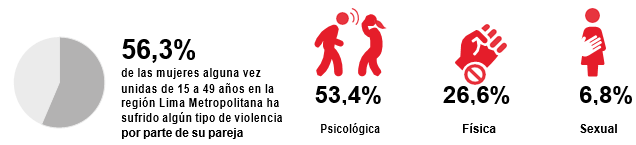 56,3%
de las mujeres alguna vez
unidas de 15 a 49 años en la
región Lima Metropolitana ha
sufrido algún tipo de violencia
por parte de su pareja
53,4%
Psicológica
26,6%
Física
6,8%
Sexual